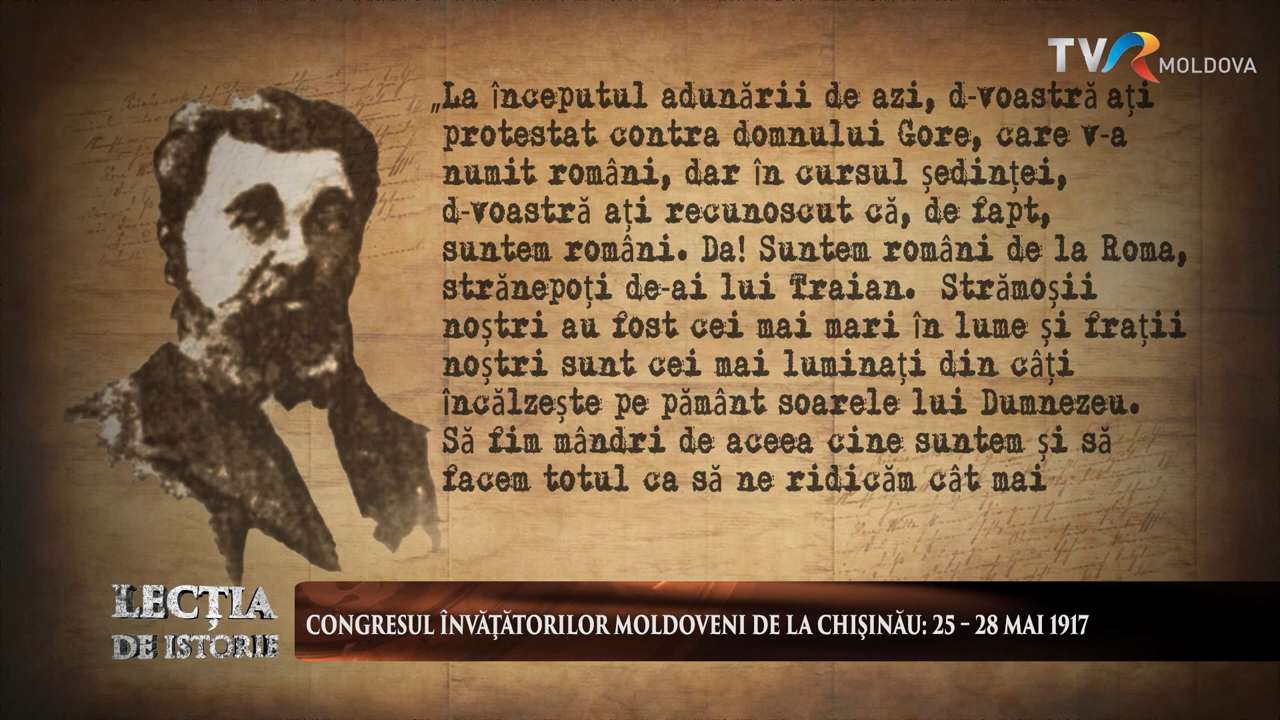 TVR MOLDOVA
„La începutul adunării de azi, d-voastră ați
protestat contra domnului Gore, care v-a
numit români, dar în cursul ședinței,
d-voastră ați recunoscut că, de fapt,
suntem români. Da! Suntem români de la Roma,
strănepoți de-ai lui Traian. Strămoșii
noștri au fost cei mai mari în lume și frații
noștri sunt cei mai luminați din câți
încălzește pe pământ soarele lui Dumnezeu.
Să fim mândri de aceea cine suntem și să
facem totul ca să ne ridicăm cât mai
LECȚIA
DE ISTORIE
CONGRESUL ÎNVĂŢĂTORILOR MOLDOVENI DE LA CHIŞINĂU: 25 – 28 MAI 1917